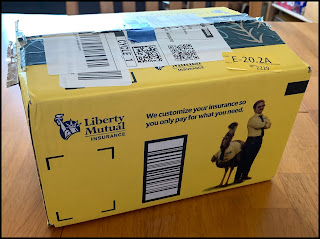 E-20.2A
Liberty
Mutual
INSURANCE
We customize your insurance so
you only pay for what you need.